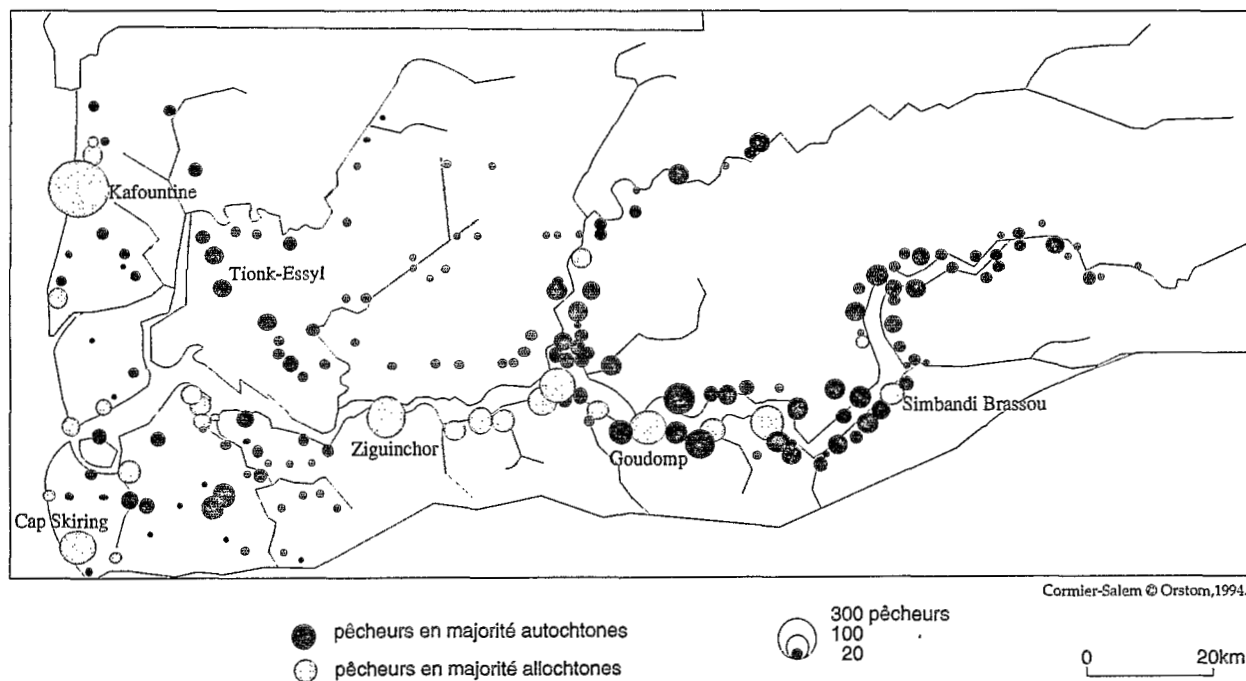 Kafountine
Tionk-Essyl
Ziguinchor
Goudomp
Simbandi Brassou
Cap Skiring
Cormier-Salem © Orstom,1994.
pêcheurs en majorité autochtones
pêcheurs en majorité allochtones
300 pêcheurs
100
20
0 20km